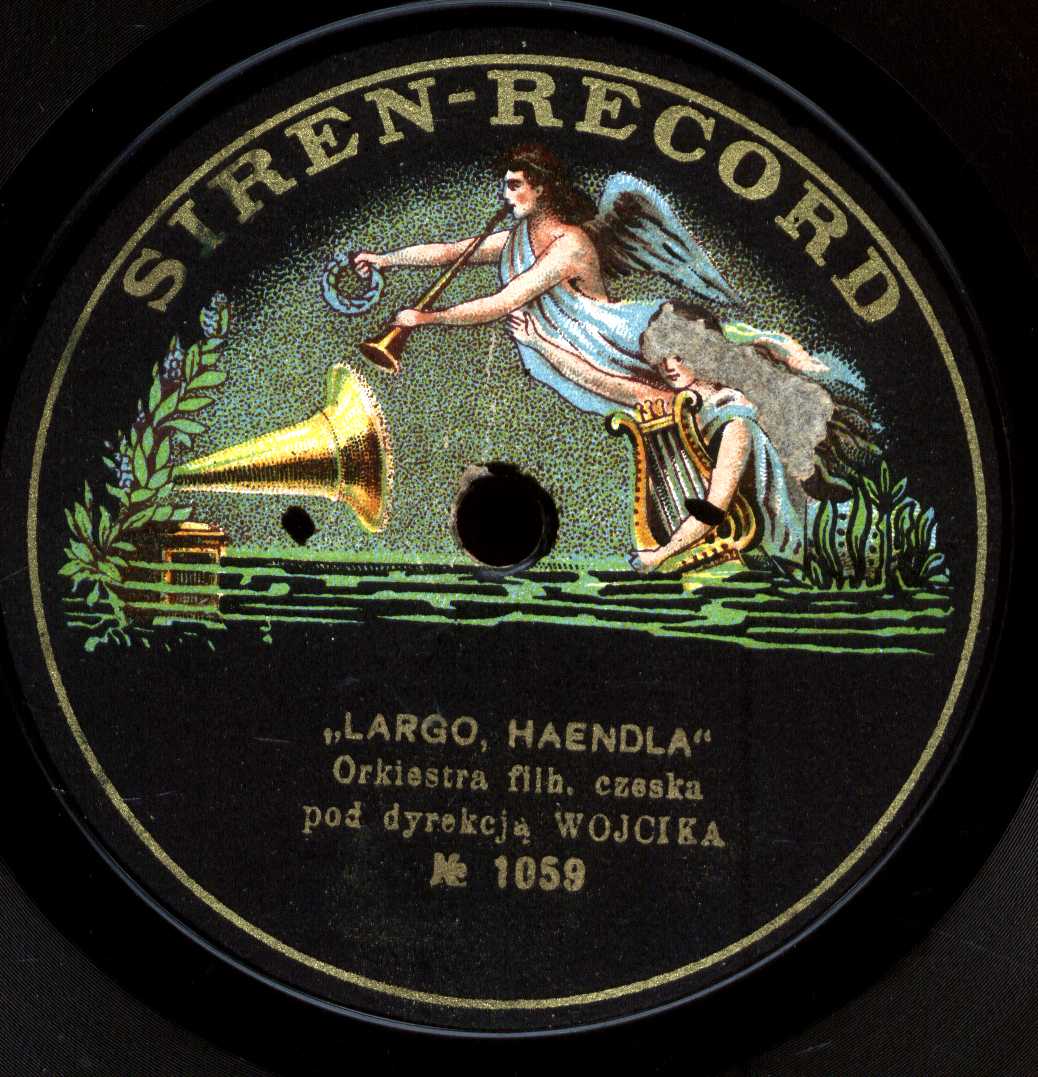 SIREN-RECORD
„LARGO, HAENDLA“
Orkiestra filh. czeska
pod dyrekcją WOJCIKA
№ 1059